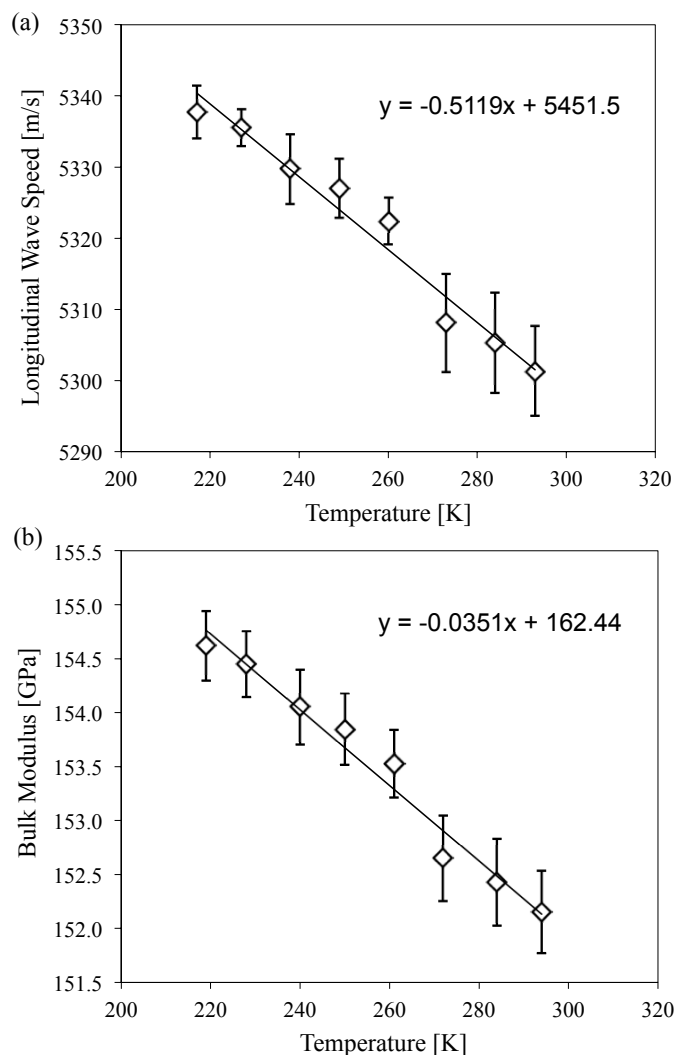 (a)
5350
5340
5330
5320
5310
5300
5290
Longitudinal Wave Speed [m/s]
y = -0.5119x + 5451.5
200 220 240 260 280 300 320
Temperature [K]
(b)
155.5
155.0
154.5
154.0
153.5
153.0
152.5
152.0
151.5
Bulk Modulus [GPa]
y = -0.0351x + 162.44
200 220 240 260 280 300 320
Temperature [K]